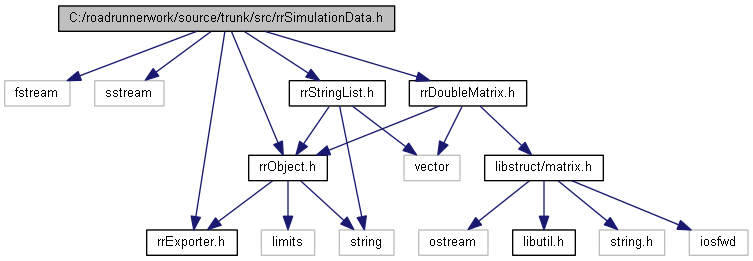 C:/roadrunnerwork/source/trunk/src/rrSimulationData.h
fstream
sstream
rrStringList.h
rrDoubleMatrix.h
rrObject.h
vector
libstruct/matrix.h
rrExporter.h
limits
string
ostream
libutil.h
string.h
iosfwd